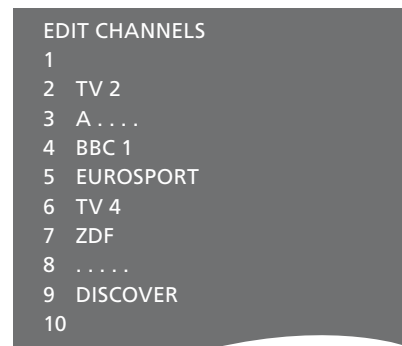 EDIT CHANNELS
1
2 TV 2
3 A . . . .
4 BBC 1
5 EUROSPORT
6 TV 4
7 ZDF
8 . . . . .
9 DISCOVER
10